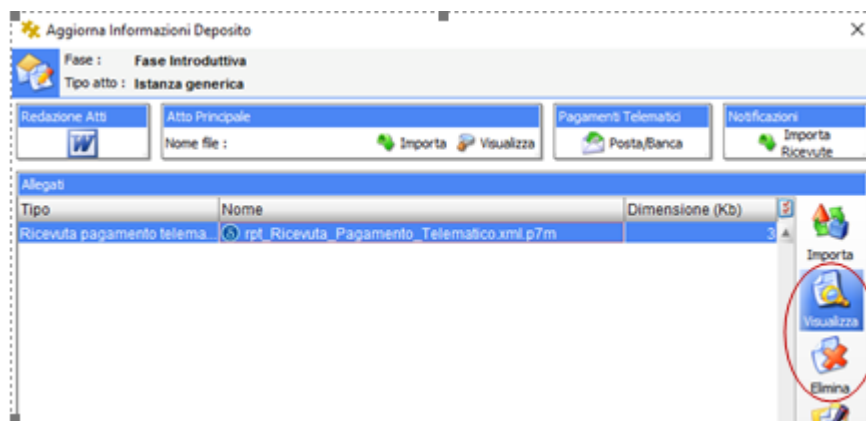 Aggiorna Informazioni Deposito
Fase : Fase Introduttiva
Tipo atto : Istanza generica
Redazione Atti
Atto Principale
Pagamenti Telematici
Notificazioni
W
Nome file :
Importa
Visualizza
Posta/Banca
Importa
Ricevute
Allegati
Tipo Nome Dimensione (Kb)
Ricevuta pagamento telema... rpt_Ricevuta_Pagamento_Telematico.xml.p7m 3
Importa
Visualizza
Elimina